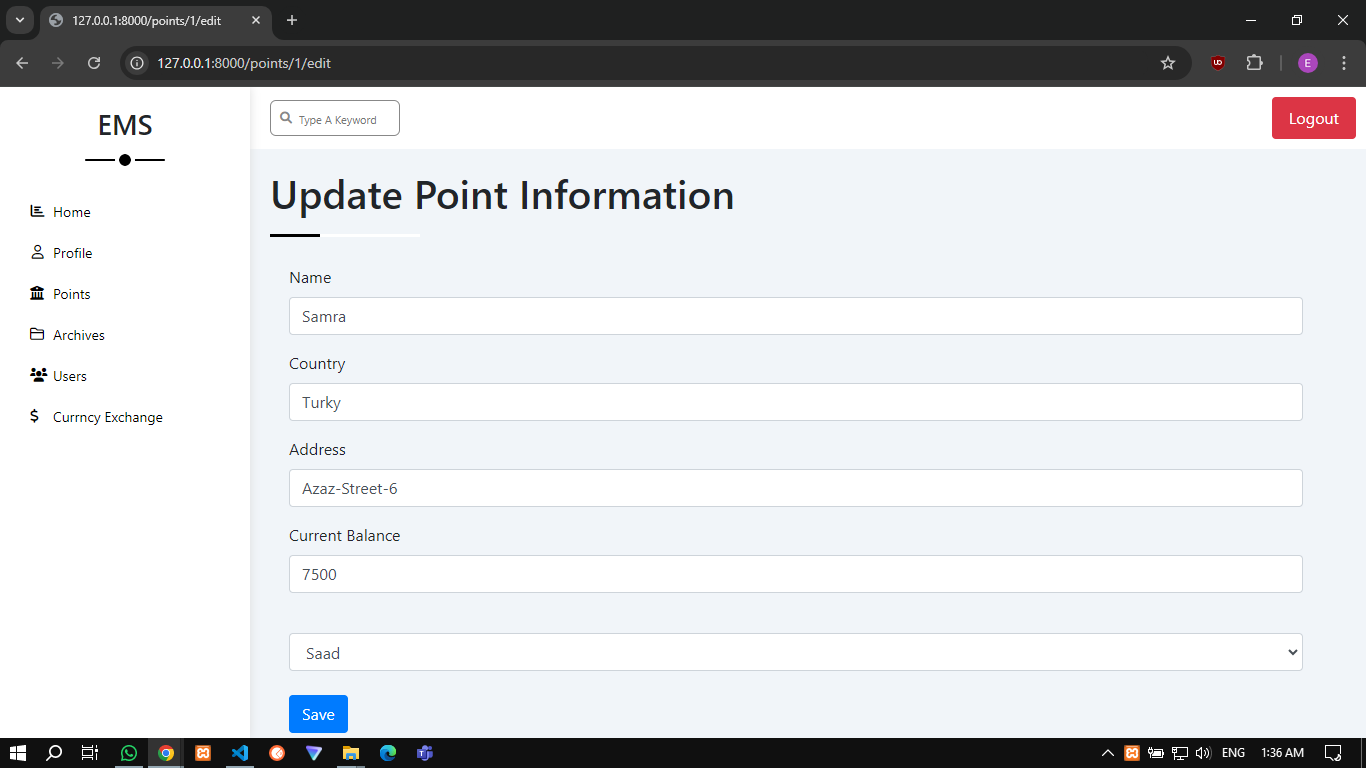 127.0.0.1:8000/points/1/edit
127.0.0.1:8000/points/1/edit
E
EMS
Type A Keyword
Logout
Home
Profile
Points
Archives
Users
Currncy Exchange
Update Point Information
Name
Samra
Country
Turky
Address
Azaz-Street-6
Current Balance
7500
Saad
Save
ENG
1:36 AM